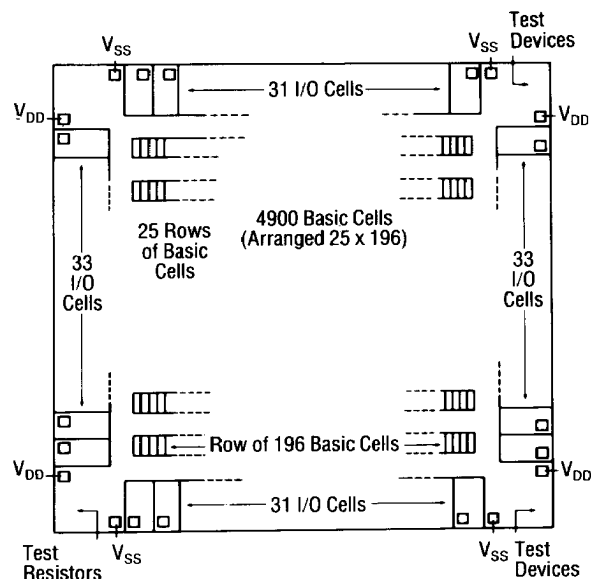 Test
Devices
V_SS
V_SS
31 I/O Cells
V_DD
V_DD
25 Rows
of Basic
Cells
4900 Basic Cells
(Arranged 25 x 196)
33
I/O
Cells
33
I/O
Cells
Row of 196 Basic Cells
V_DD
V_DD
31 I/O Cells
Test
Resistors
V_SS
V_SS
Test
Devices